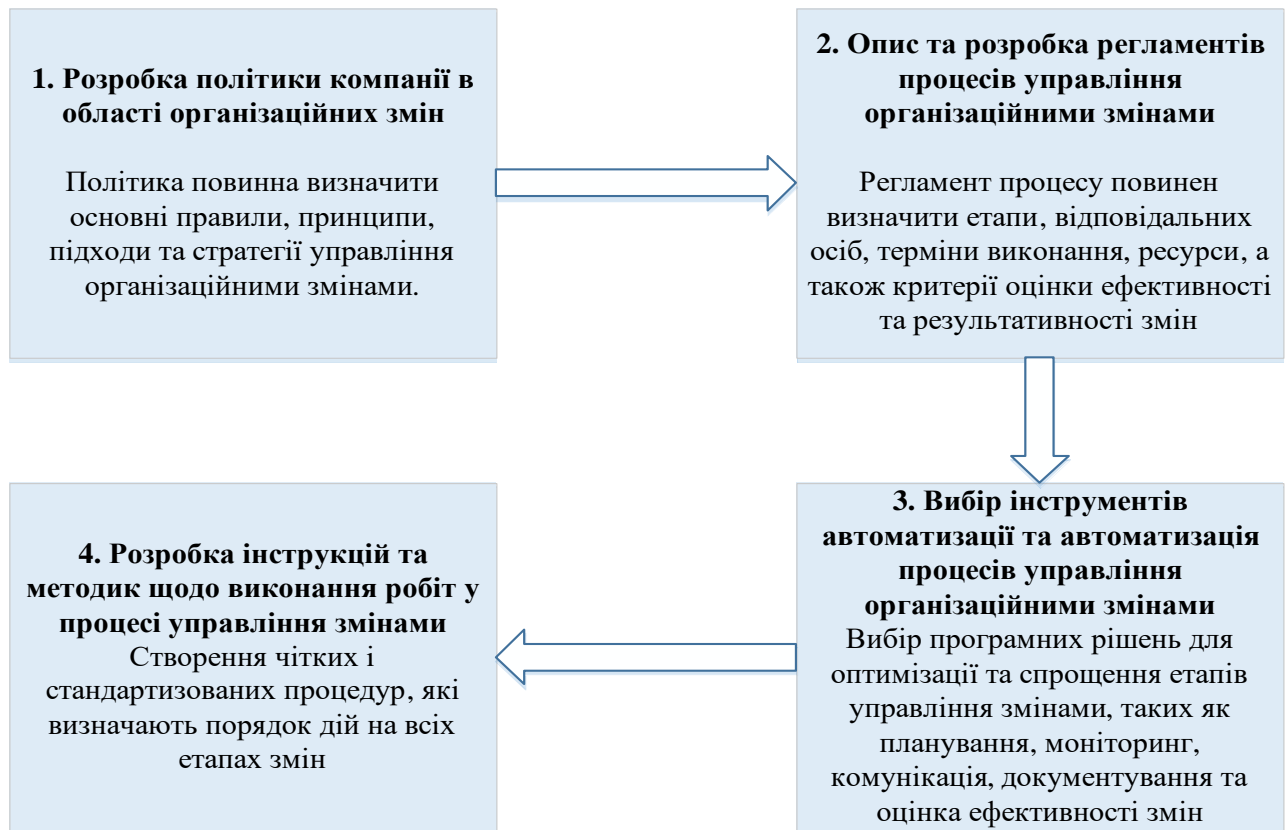 1. Розробка політики компанії в
області організаційних змін
Політика повинна визначити
основні правила, принципи,
підходи та стратегії управління
організаційними змінами.
2. Опис та розробка регламентів
процесів управління
організаційними змінами
Регламент процесу повинен
визначити етапи, відповідальних
осіб, терміни виконання, ресурси, а
також критерії оцінки ефективності
та результативності змін
3. Вибір інструментів
автоматизації та автоматизація
процесів управління
організаційними змінами
Вибір програмних рішень для
оптимізації та спрощення етапів
управління змінами, таких як
планування, моніторинг,
комунікація, документування та
оцінка ефективності змін
4. Розробка інструкцій та
методик щодо виконання робіт у
процесі управління змінами
Створення чітких і
стандартизованих процедур, які
визначають порядок дій на всіх
етапах змін